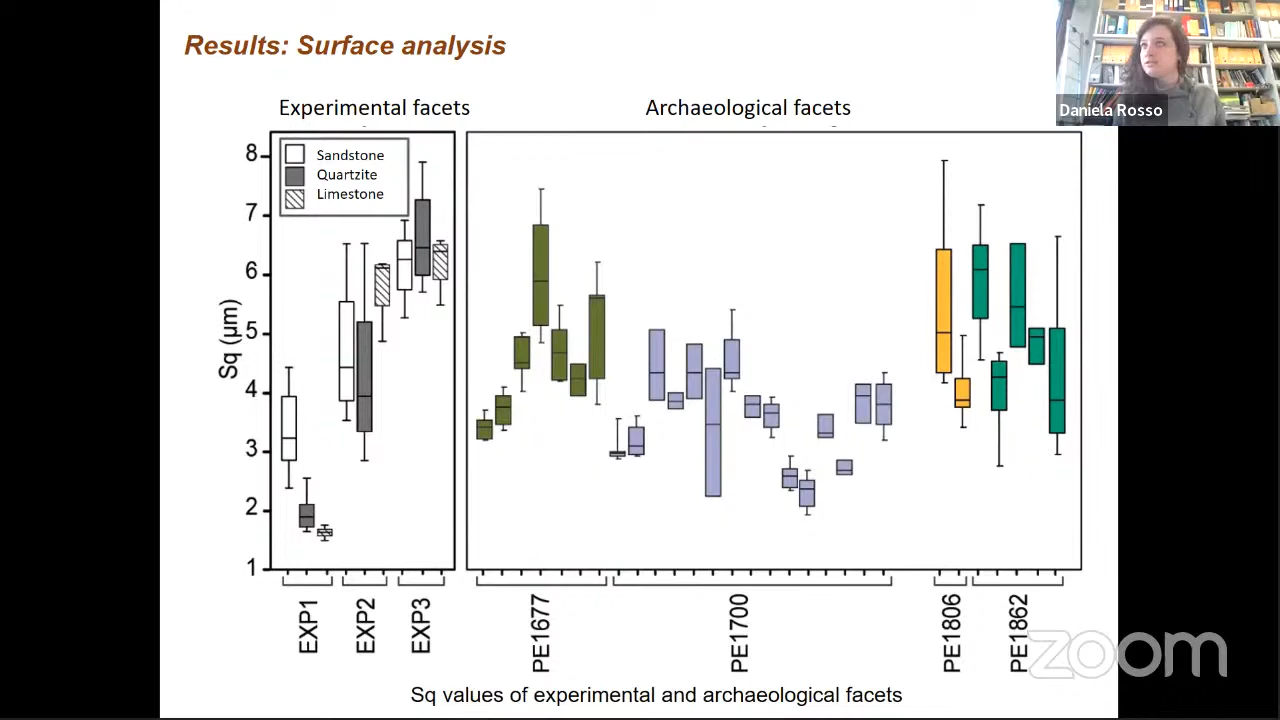 Results: Surface analysis
Daniela Rosso
Experimental facets
Archaeological facets
Sandstone
Quartzite
Limestone
8
7
6
5
4
3
2
1
Sq (µm)
EXP1
EXP2
EXP3
PE1677
PE1700
PE1806
PE1862
zoom
Sq values of experimental and archaeological facets